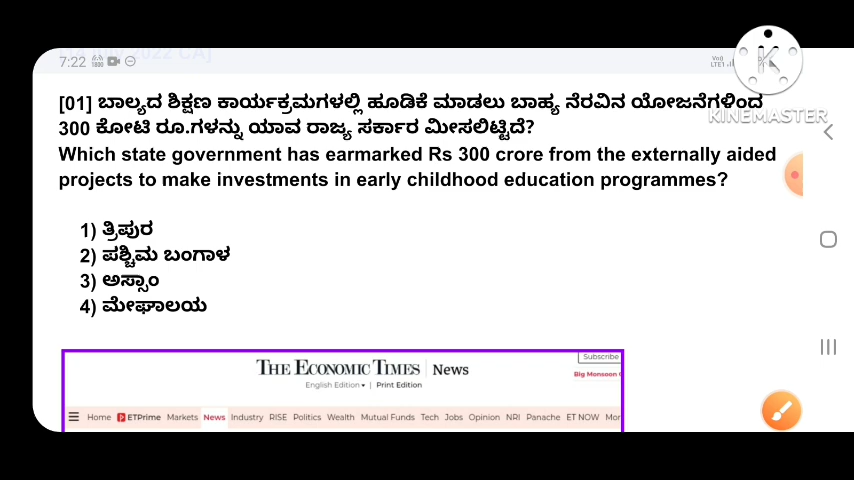 7:22
[01] ಬಾಲ್ಯದ ಶಿಕ್ಷಣ ಕಾರ್ಯಕ್ರಮಗಳಲ್ಲಿ ಹೂಡಿಕೆ ಮಾಡಲು ಬಾಹ್ಯ ನೆರವಿನ ಯೋಜನೆಗಳಿಂದ
KINEMASTER
300 ಕೋಟಿ ರೂ.ಗಳನ್ನು ಯಾವ ರಾಜ್ಯ ಸರ್ಕಾರ ಮೀಸಲಿಟ್ಟಿದೆ?
Which state government has earmarked Rs 300 crore from the externally aided
projects to make investments in early childhood education programmes?
1) ತ್ರಿಪುರ
2) ಪಶ್ಚಿಮ ಬಂಗಾಳ
3) ಅಸ್ಸಾಂ
4) ಮೇಘಾಲಯ
Subscribe
THE ECONOMIC TIMES | News
Big Monsoon
English Edition | Print Edition
Home ETPrime Markets News Industry RISE Politics Wealth Mutual Funds Tech Jobs Opinion NRI Panache ET NOW Mor